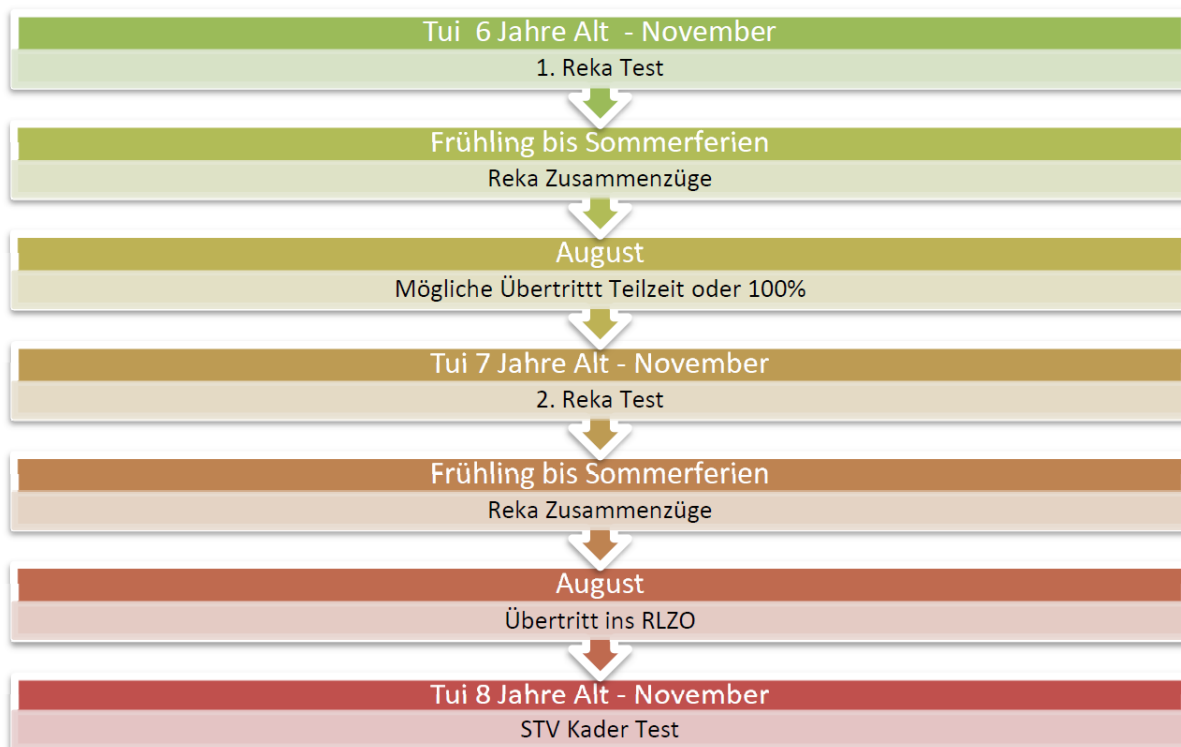 Tui  6 Jahre Alt  - November
1. Reka Test
Frühling bis Sommerferien
Reka Zusammenzüge
August
Mögliche Übertrittt Teilzeit oder 100%
Tui 7 Jahre Alt - November
2. Reka Test
Frühling bis Sommerferien
Reka Zusammenzüge
August
Übertritt ins RLZO
Tui 8 Jahre Alt - November
STV Kader Test